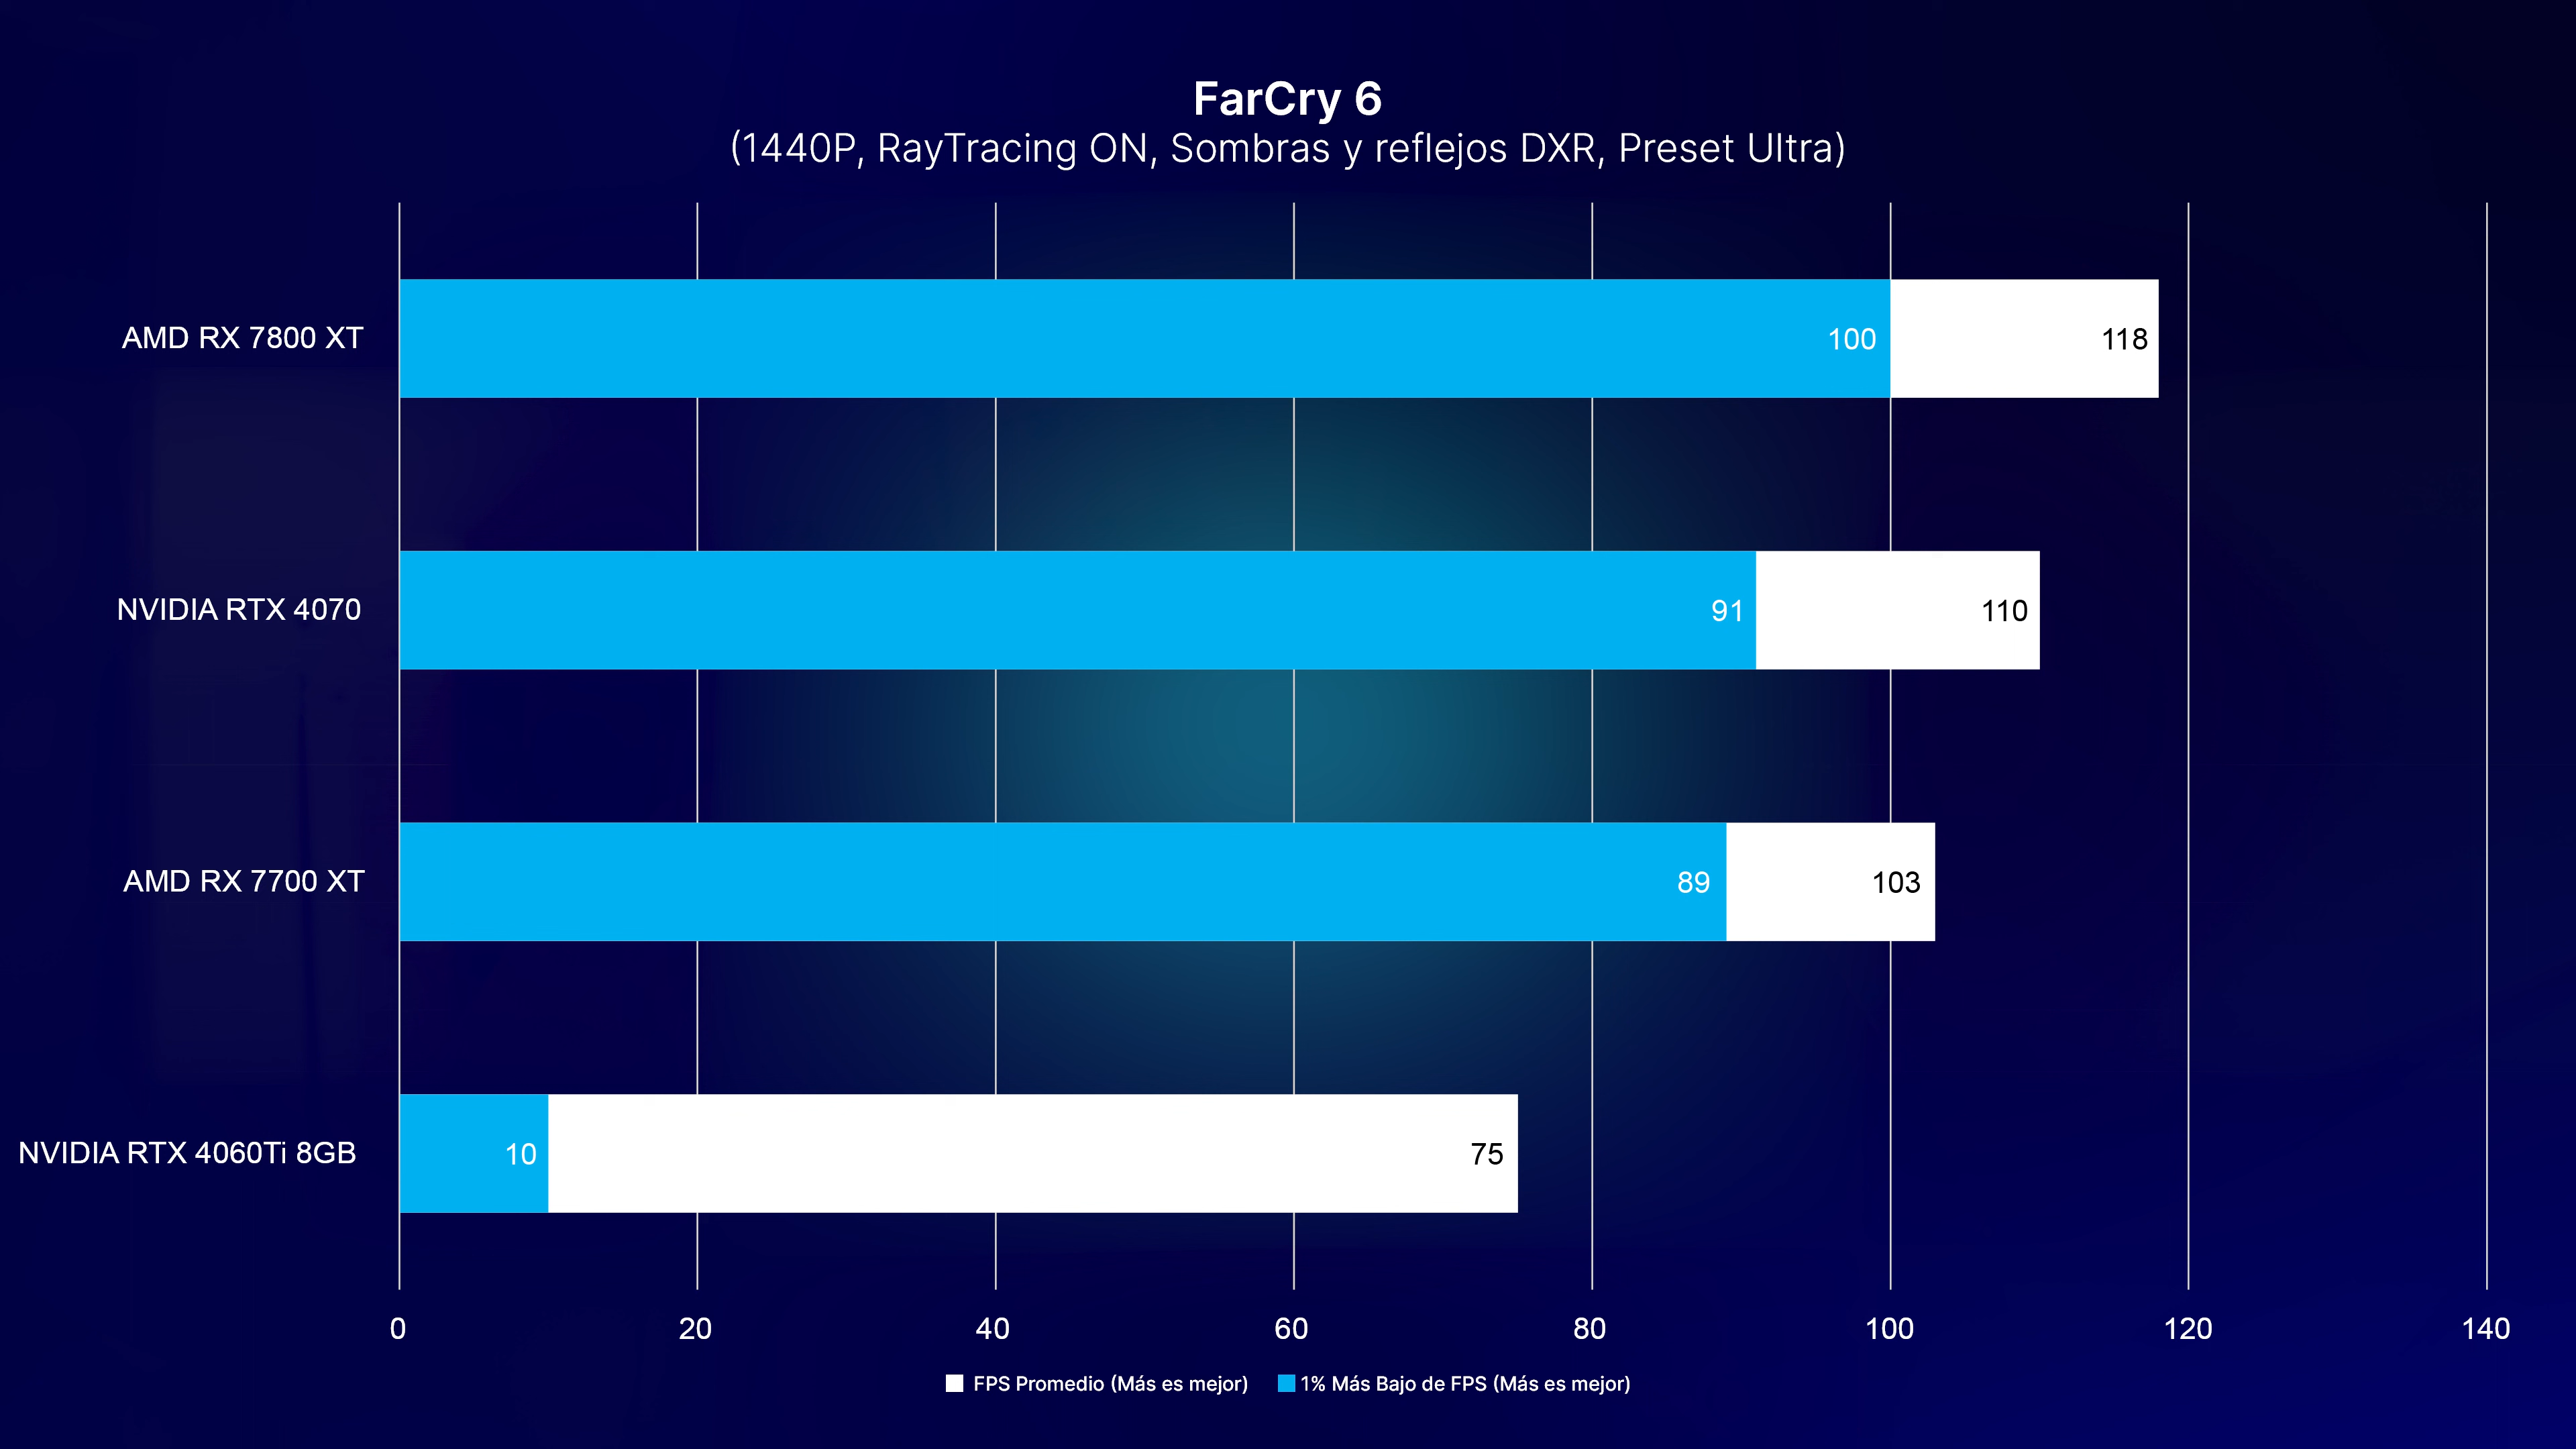 FarCry 6
(1440P, RayTracing ON, Sombras y reflejos DXR, Preset Ultra)
AMD RX 7800 XT
100
118
NVIDIA RTX 4070
91
110
AMD RX 7700 XT
89
103
NVIDIA RTX 4060Ti 8GB
10
75
0 20 40 60 80 100 120 140
FPS Promedio (Más es mejor) 1% Más Bajo de FPS (Más es mejor)